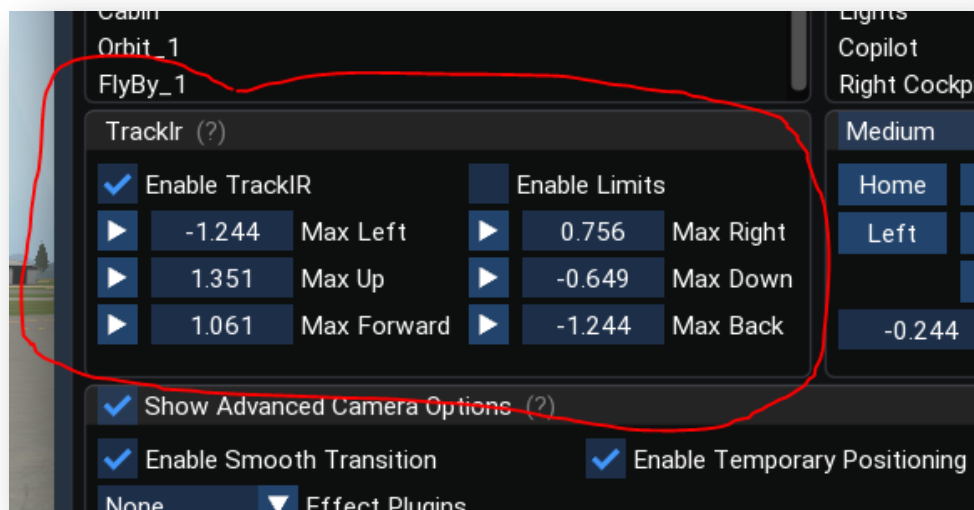 Cabin
Orbit_1
FlyBy_1
Lights
Copilot
Right Cockp
TrackIr (?)
Enable TrackIR Enable Limits
-1.244 Max Left 0.756 Max Right
1.351 Max Up -0.649 Max Down
1.061 Max Forward -1.244 Max Back
Medium
Home
Left
-0.244
Show Advanced Camera Options (?)
Enable Smooth Transition Enable Temporary Positioning
None Effect Plugins